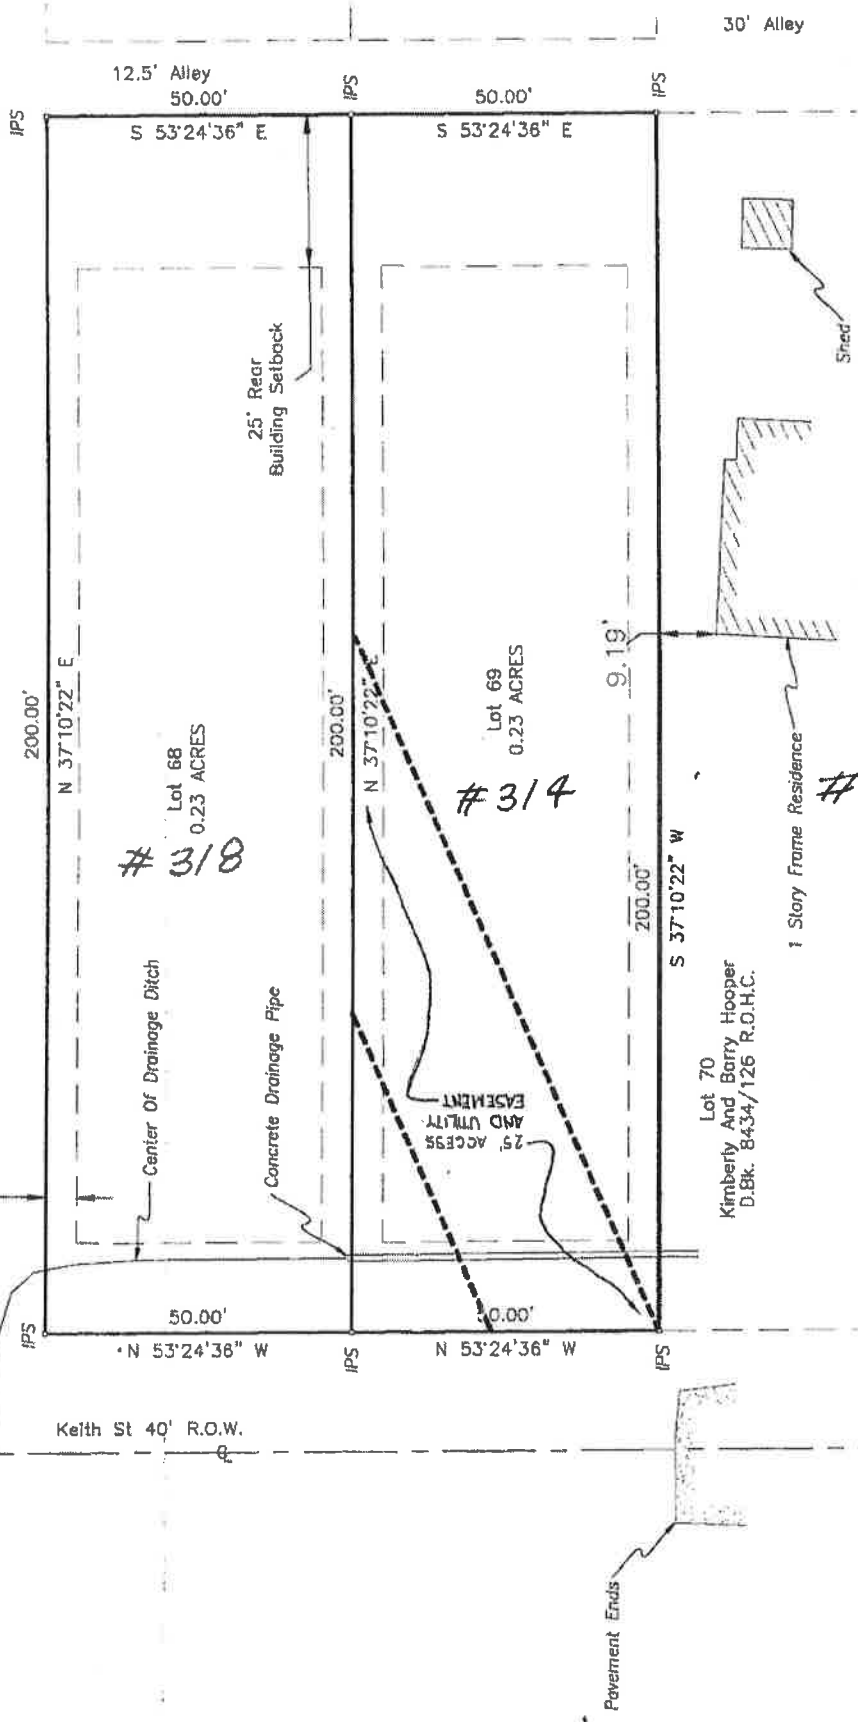 30' Alley
12.5' Alley
IPS
50.00'
IPS
50.00'
IPS
S 53°24'36" E
S 53°24'36" E
25' Rear
Building Setback
Shed
200.00'
N 37°10'22" E
Lot 68
0.23 ACRES
# 318
200.00'
N 37°10'22" E
Lot 69
0.23 ACRES
# 314
9.19'
200.00'
S 37°10'22" W
1 Story Frame Residence
#
Center Of Drainage Ditch
Concrete Drainage Pipe
25' ACCESS
AND UTILITY
EASEMENT
Lot 70
Kimberly And Barry Hooper
D.Bk. 8434/126 R.O.H.C.
IPS
50.00'
N 53°24'36" W
IPS
0.00'
N 53°24'36" W
IPS
Keith St 40' R.O.W.
CL
Pavement Ends